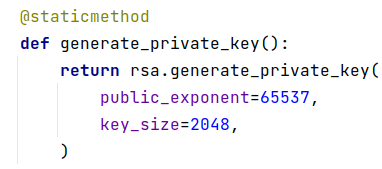 @staticmethod
def generate_private_key():
    return rsa.generate_private_key(
        public_exponent=65537,
        key_size=2048,
    )